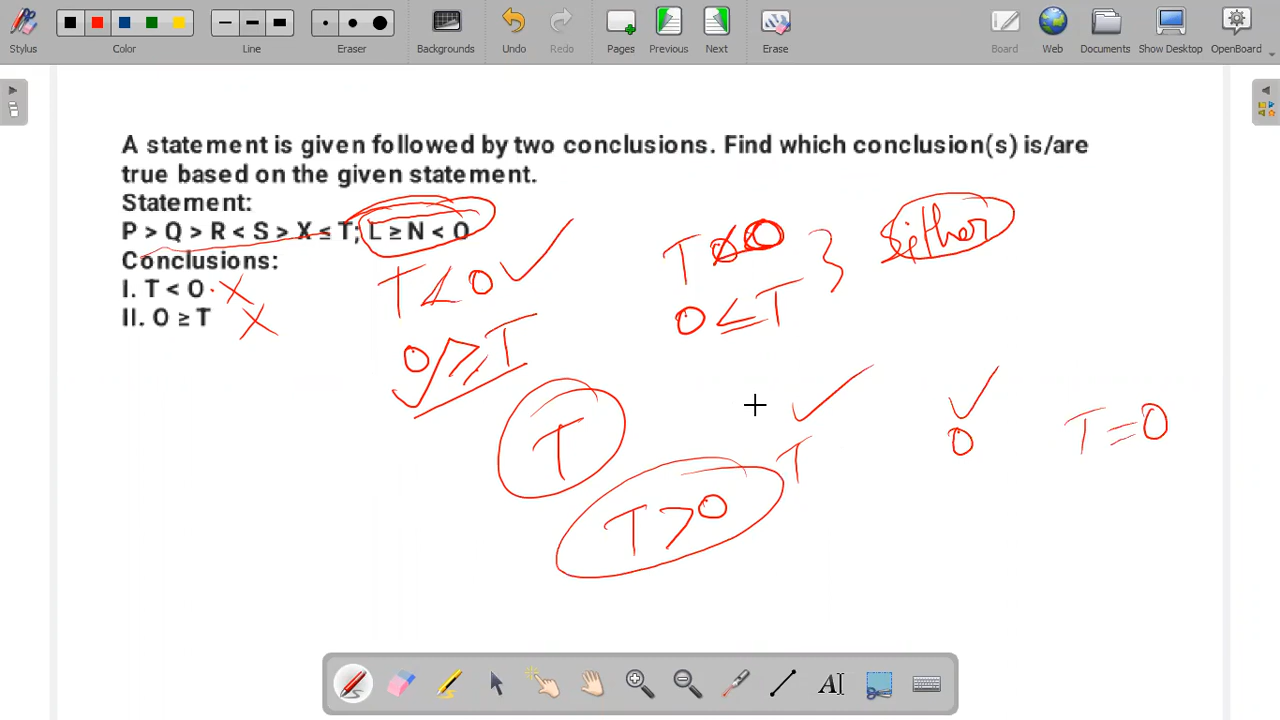 Stylus
Color
Line
Eraser
Backgrounds
Undo
Redo
Pages
Previous
Next
Erase
Board
Web
Documents
Show Desktop
OpenBoard
A statement is given followed by two conclusions. Find which conclusion(s) is/are
true based on the given statement.
Statement:
P > Q > R < S > X ≤ T; L ≥ N < O
Conclusions:
I. T < O
II. O ≥ T
T < O
O ≥ T
T
O ≤ T
Either
T
T > O
T
O
T = O
A